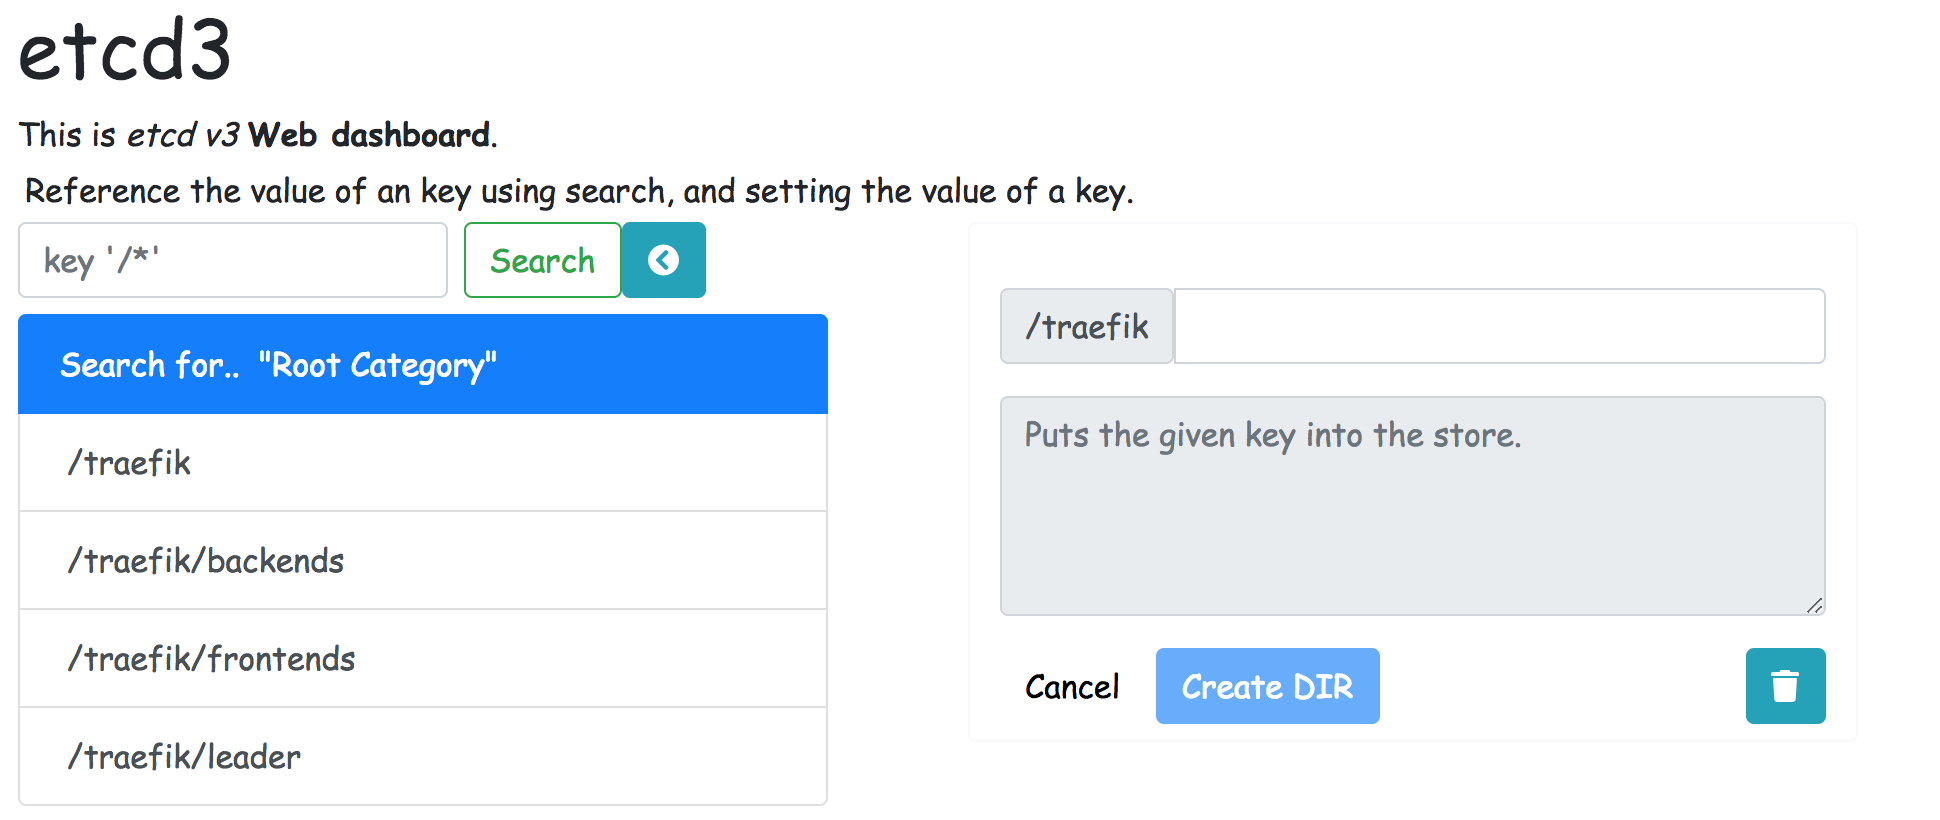 etcd3
This is etcd v3 Web dashboard.
Reference the value of an key using search, and setting the value of a key.
key '/*'
Search
Search for.. "Root Category"
/traefik
/traefik/backends
/traefik/frontends
/traefik/leader
/traefik
Puts the given key into the store.
Cancel
Create DIR